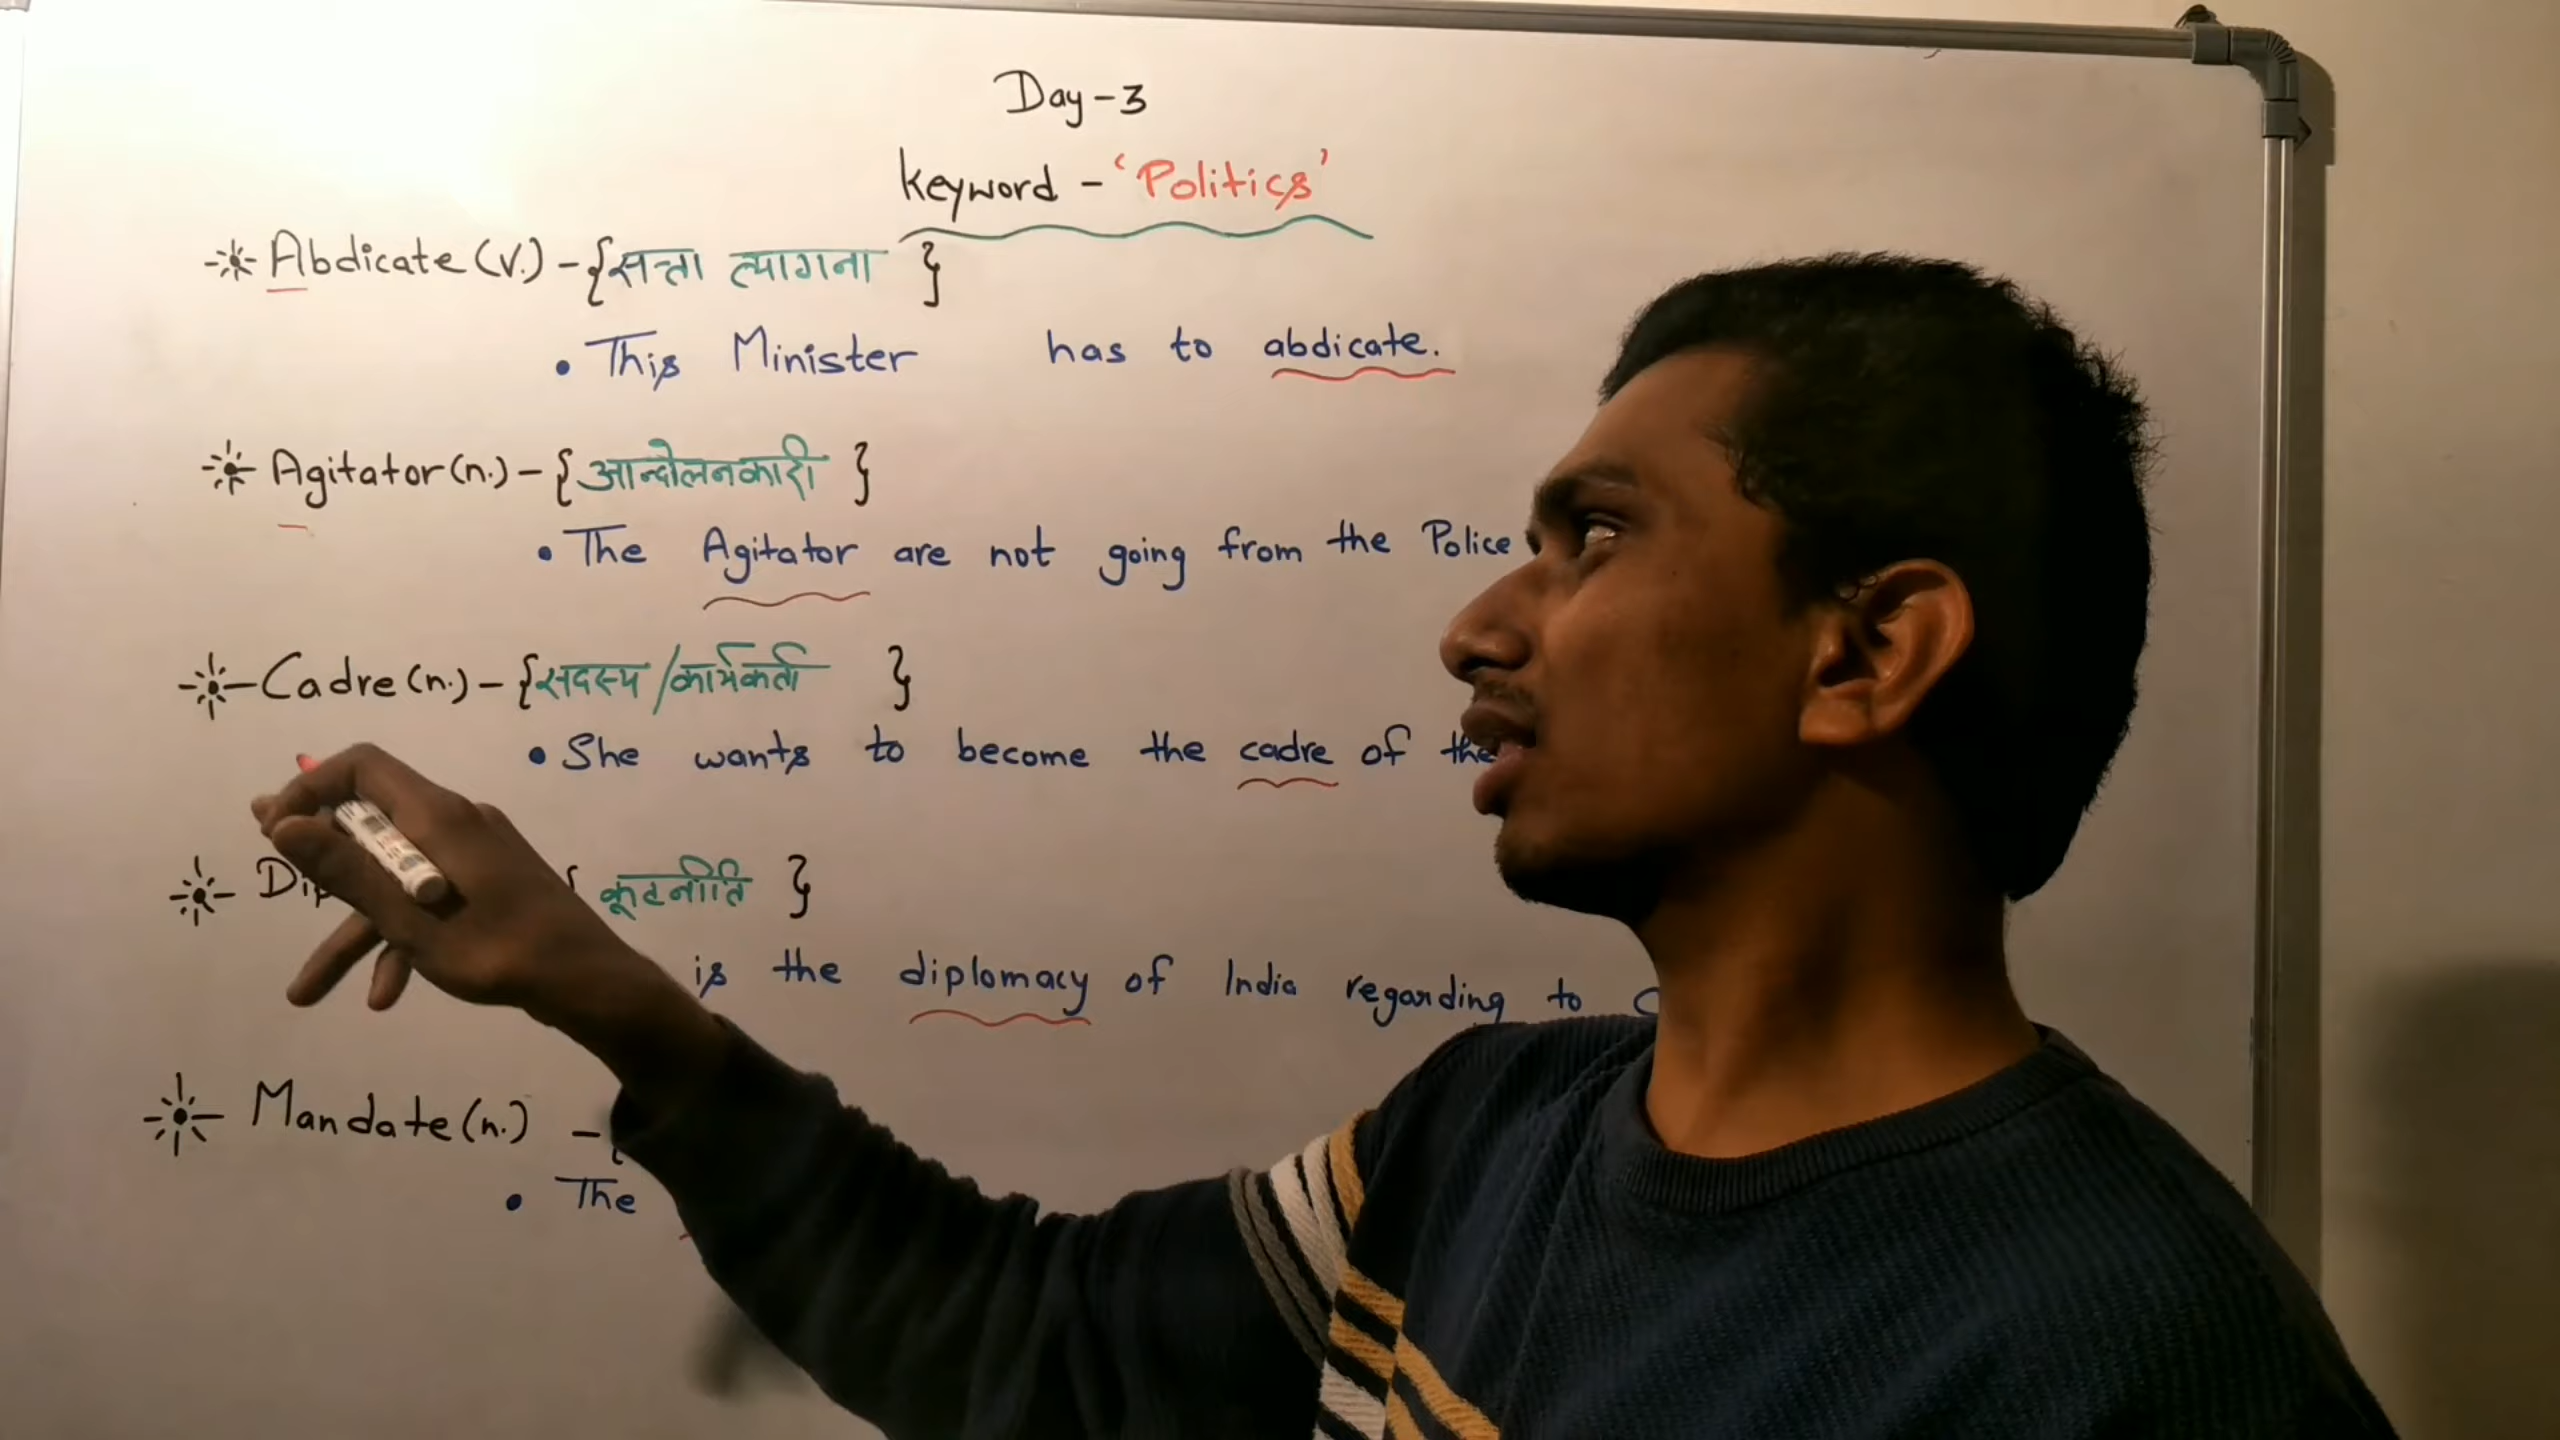 Day-3
Keyword - 'Politics'
Abdicate (v.) - {सत्ता त्यागना }
• This Minister has to abdicate.
Agitator (n.) - { आन्दोलनकारी }
• The Agitator are not going from the Police
Cadre (n.) - {सदस्य/कार्यकर्ता }
• She wants to become the cadre of the
{ कूटनीति }
is the diplomacy of India regarding to
Mandate (n.) - {
• The